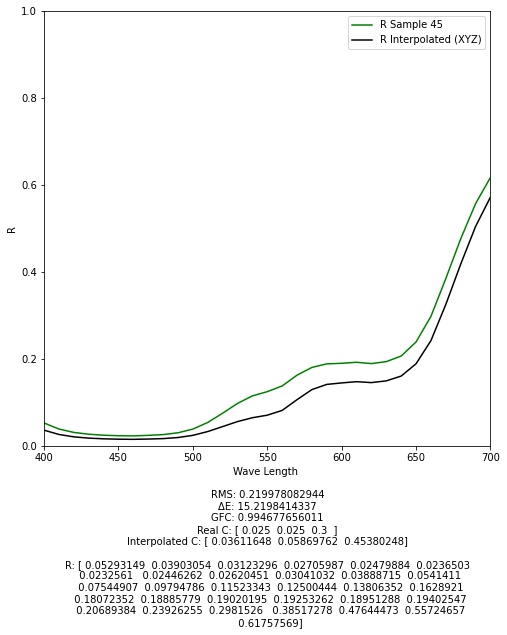 1.0
0.8
0.6
0.4
0.2
0.0
R
R Sample 45
R Interpolated (XYZ)
400 450 500 550 600 650 700
Wave Length
RMS: 0.219978082944
ΔE: 15.2198414337
GFC: 0.994677656011
Real C: [ 0.025 0.025 0.3 ]
Interpolated C: [ 0.03611648 0.05869762 0.45380248]
R: [ 0.05293149 0.03903054 0.03123296 0.02705987 0.02479884 0.0236503
0.0232561 0.02446262 0.02620451 0.03041032 0.03888715 0.0541411
0.07544907 0.09794786 0.11523343 0.12500444 0.13806352 0.1628921
0.18072352 0.18885779 0.19020195 0.19253262 0.18951288 0.19402547
0.20689384 0.23926255 0.2981526 0.38517278 0.47644473 0.55724657
0.61757569]